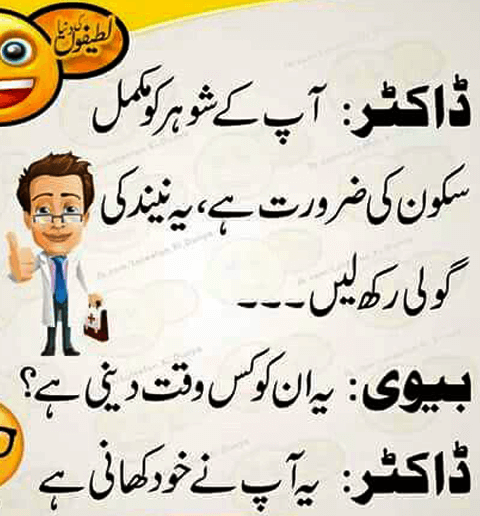 لطیفوں کی دنیا
ڈاکٹر: آپ کے شوہر کو مکمل
سکون کی ضرورت ہے، یہ نیند کی
گولی رکھ لیں۔۔۔
بیوی: یہ ان کو کس وقت دینی ہے؟
ڈاکٹر: یہ آپ نے خود کھانی ہے